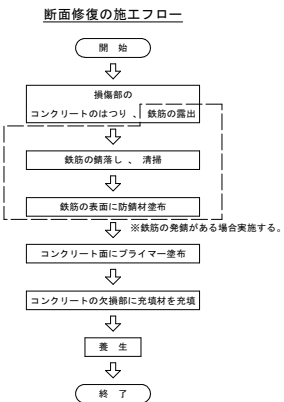 断面修復の施工フロー
開 始
損傷部の
コンクリートのはつり 、 鉄筋の露出
鉄筋の錆落し 、 清掃
鉄筋の表面に防錆材塗布
※鉄筋の発錆がある場合実施する。
コンクリート面にプライマー塗布
コンクリートの欠損部に充填材を充填
養 生
終 了